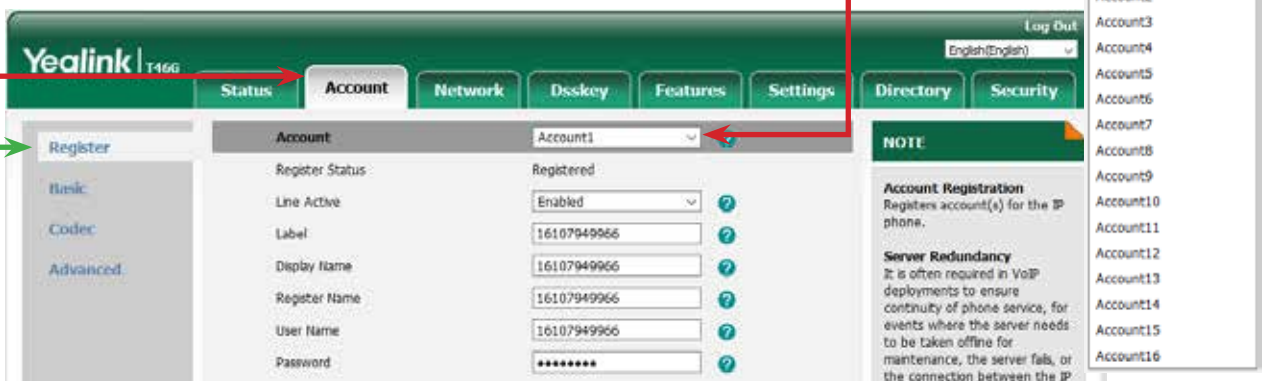 Log Out
Yealink | T46G
English(English)
Status Account Network Dsskey Features Settings Directory Security
Register
Basic
Codec
Advanced
Account Account1
Register Status Registered
Line Active Enabled
Label 16107949966
Display Name 16107949966
Register Name 16107949966
User Name 16107949966
Password ••••••••
NOTE
Account Registration
Registers account(s) for the IP
phone.
Server Redundancy
It is often required in VoIP
deployments to ensure
continuity of phone service, for
events where the server needs
to be taken offline for
maintenance, the server fails, or
the connection between the IP
Account3
Account4
Account5
Account6
Account7
Account8
Account9
Account10
Account11
Account12
Account13
Account14
Account15
Account16